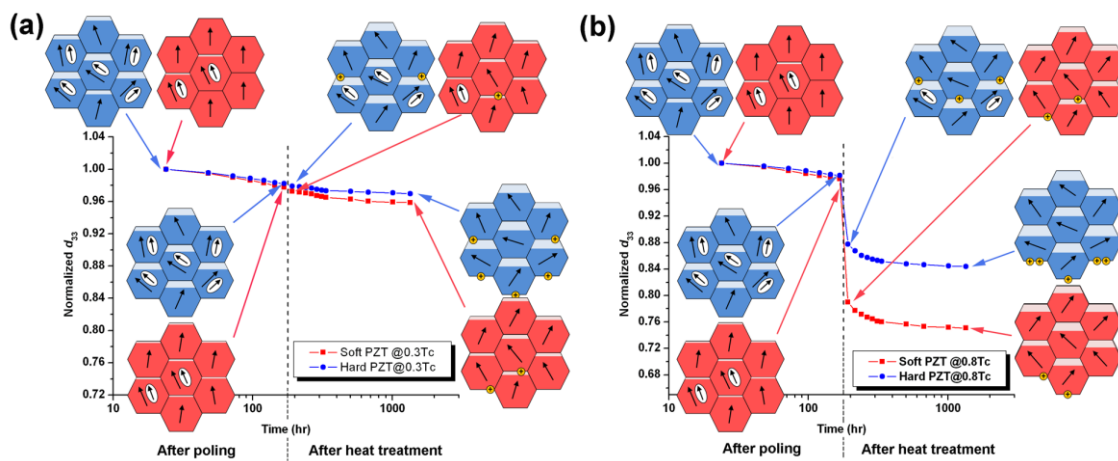 (a)
1.04
1.00
0.96
0.92
0.88
0.84
0.80
0.76
0.72
Normalized d33
Soft PZT @0.3Tc
Hard PZT@0.3Tc
10
100
1000
Time (hr)
After poling
After heat treatment
(b)
1.04
1.00
0.96
0.92
0.88
0.84
0.80
0.76
0.72
0.68
Normalized d33
Soft PZT @0.8Tc
Hard PZT@0.8Tc
10
100
1000
Time (hr)
After poling
After heat treatment